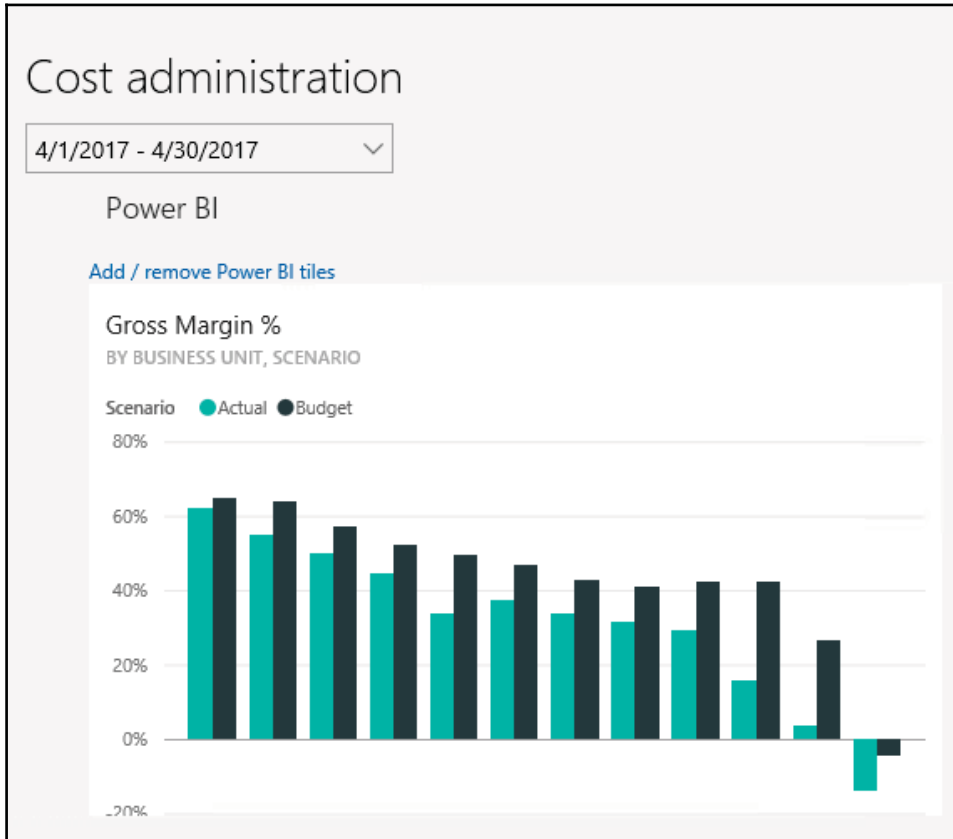 Cost administration
4/1/2017 - 4/30/2017
Power BI
Add / remove Power BI tiles
Gross Margin %
BY BUSINESS UNIT, SCENARIO
Scenario Actual Budget
80%
60%
40%
20%
0%
-20%